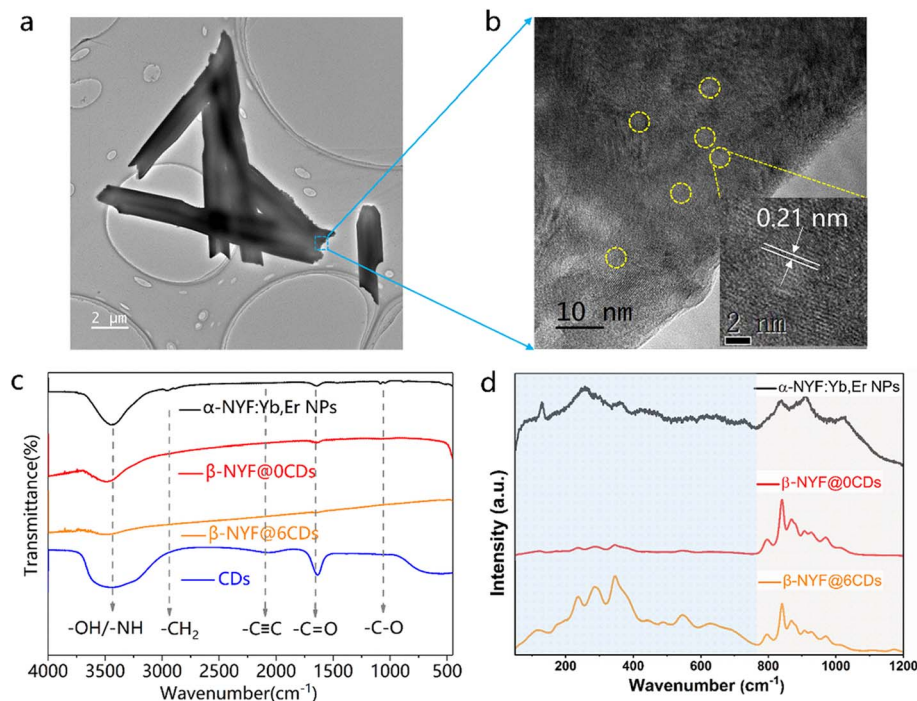 a
2 μm
b
0.21 nm
10 nm
2 nm
c
Transmittance(%)
α-NYF:Yb,Er NPs
β-NYF@0CDs
β-NYF@6CDs
CDs
-OH/-NH
-CH₂
-C≡C
-C=O
-C-O
4000 3500 3000 2500 2000 1500 1000 500
Wavenumber(cm⁻¹)
d
Intensity (a.u.)
α-NYF:Yb,Er NPs
β-NYF@0CDs
β-NYF@6CDs
200 400 600 800 1000 1200
Wavenumber (cm⁻¹)